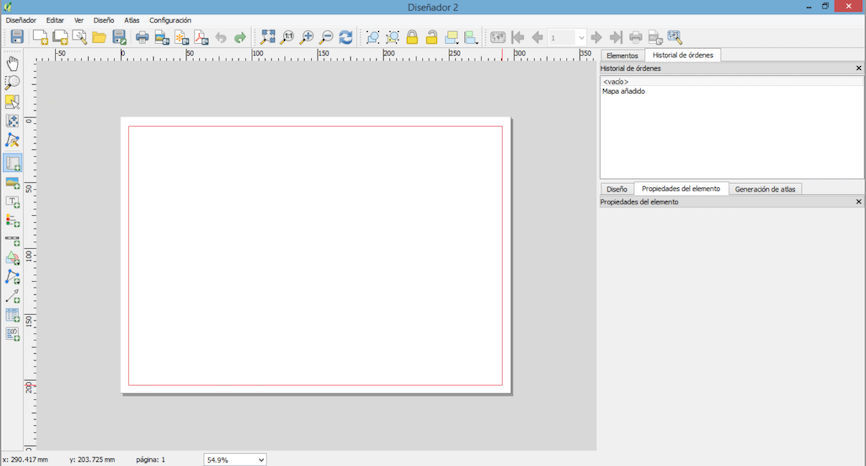 Diseñador 2
Diseñador Editar Ver Diseño Atlas Configuración
1
-50 0 50 100 150 200 250 300 350
0
50
100
150
200
Elementos Historial de órdenes
Historial de órdenes
<vacío>
Mapa añadido
Diseño Propiedades del elemento Generación de atlas
Propiedades del elemento
x: 290.417 mm y: 203.725 mm página: 1 54.9%